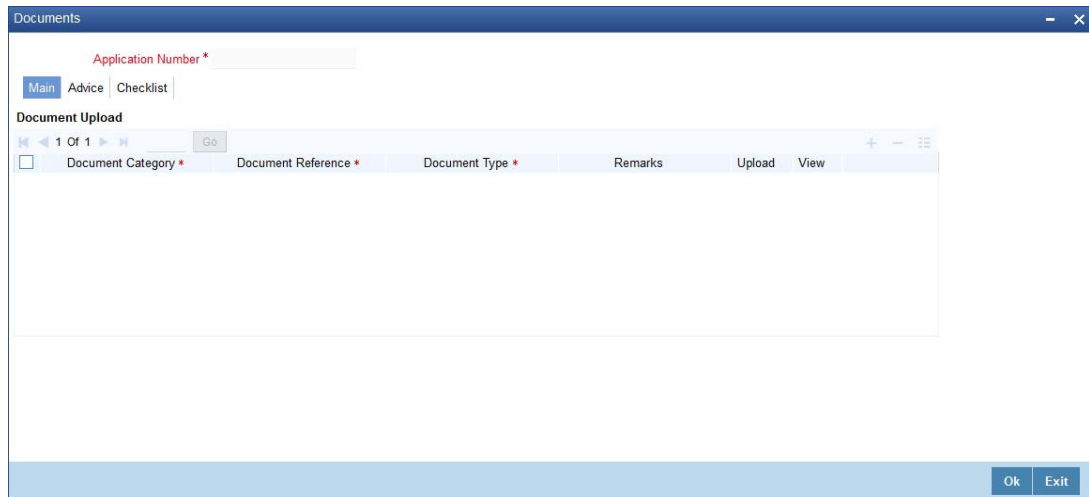 Documents
Application Number *
Main Advice Checklist
Document Upload
1 Of 1 Go
Document Category * Document Reference * Document Type * Remarks Upload View
Ok Exit